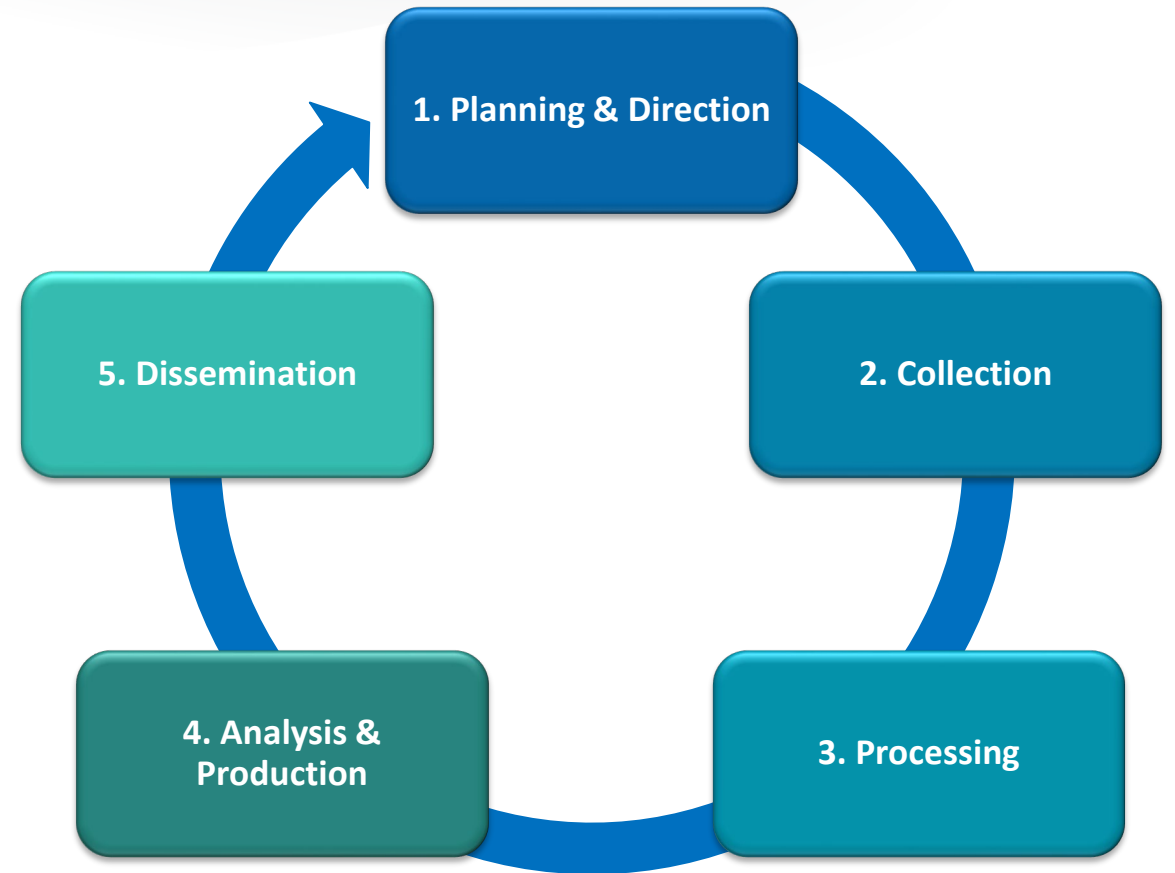 1. Planning & Direction
2. Collection
3. Processing
4. Analysis &
Production
5. Dissemination